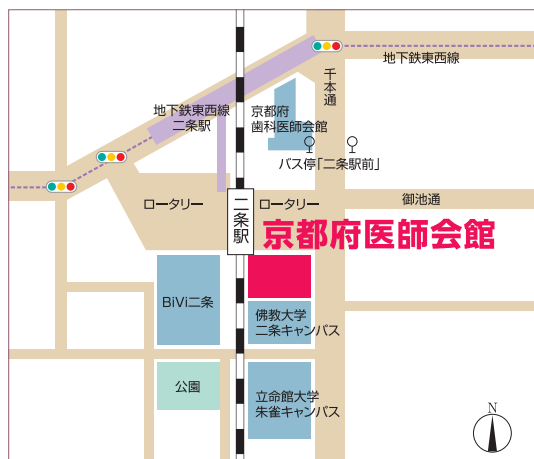 地下鉄東西線
千本通
地下鉄東西線
二条駅
京都府
歯科医師会館
バス停「二条駅前」
ロータリー
二条駅
ロータリー
御池通
京都府医師会館
BiVi二条
佛教大学
二条キャンパス
公園
立命館大学
朱雀キャンパス
N